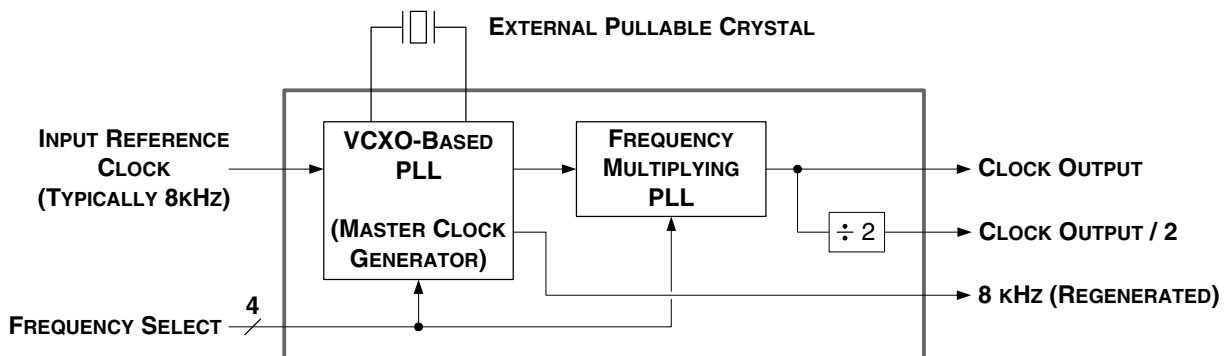 EXTERNAL PULLABLE CRYSTAL
INPUT REFERENCE
CLOCK
(TYPICALLY 8KHZ)
VCXO-BASED
PLL
(MASTER CLOCK
GENERATOR)
FREQUENCY
MULTIPLYING
PLL
CLOCK OUTPUT
÷ 2
CLOCK OUTPUT / 2
8 KHZ (REGENERATED)
4
FREQUENCY SELECT